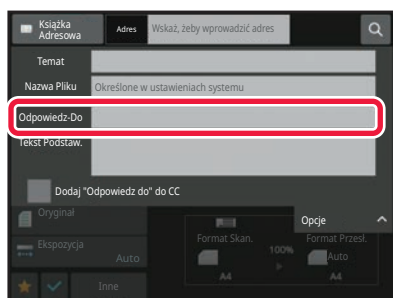 Książka
Adresowa
Adres
Wskaż, żeby wprowadzić adres
Temat
Nazwa Pliku
Określone w ustawieniach systemu
Odpowiedz-Do
Tekst Podstaw.
Dodaj "Odpowiedz do" do CC
Oryginał
Opcje
Ekspozycja
Auto
Format Skan.
100%
Format Przesł.
Auto
A4
A4
Inne